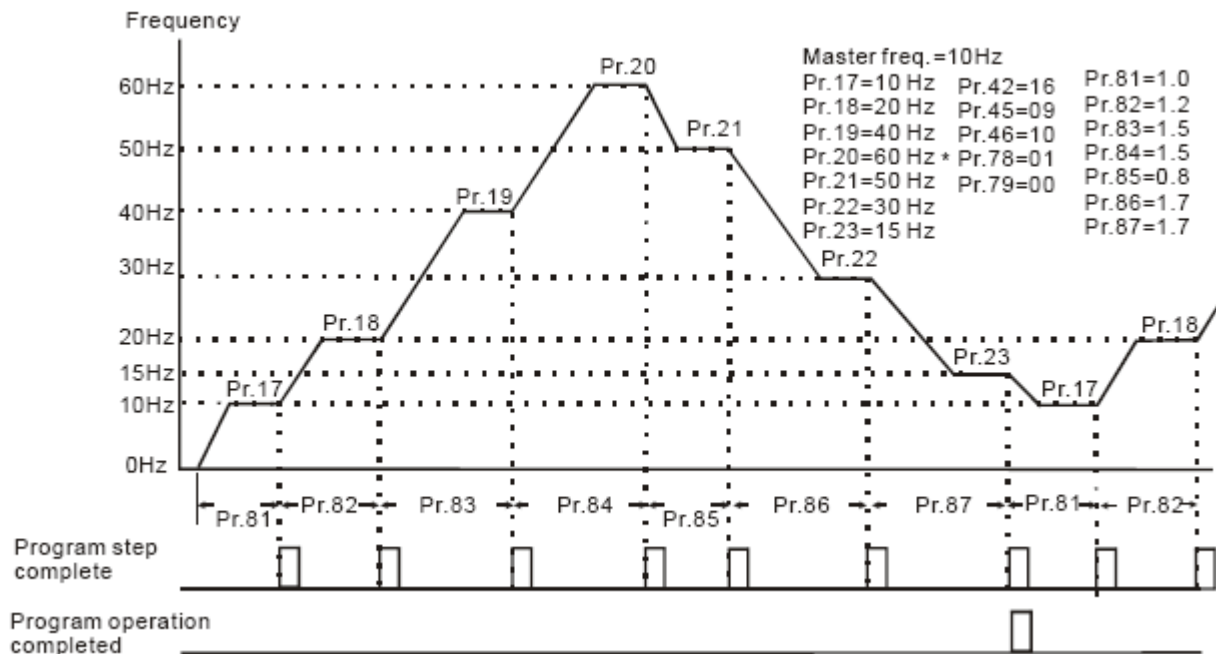 Frequency
Master freq.=10Hz
Pr.17=10 Hz
Pr.18=20 Hz
Pr.19=40 Hz
Pr.20=60 Hz *
Pr.21=50 Hz
Pr.22=30 Hz
Pr.23=15 Hz
Pr.42=16
Pr.45=09
Pr.46=10
Pr.78=01
Pr.79=00
Pr.81=1.0
Pr.82=1.2
Pr.83=1.5
Pr.84=1.5
Pr.85=0.8
Pr.86=1.7
Pr.87=1.7
60Hz
50Hz
40Hz
30Hz
20Hz
15Hz
10Hz
0Hz
Pr.17
Pr.18
Pr.19
Pr.20
Pr.21
Pr.22
Pr.23
Pr.17
Pr.18
Pr.81
Pr.82
Pr.83
Pr.84
Pr.85
Pr.86
Pr.87
Pr.81
Pr.82
Program step
complete
Program operation
completed